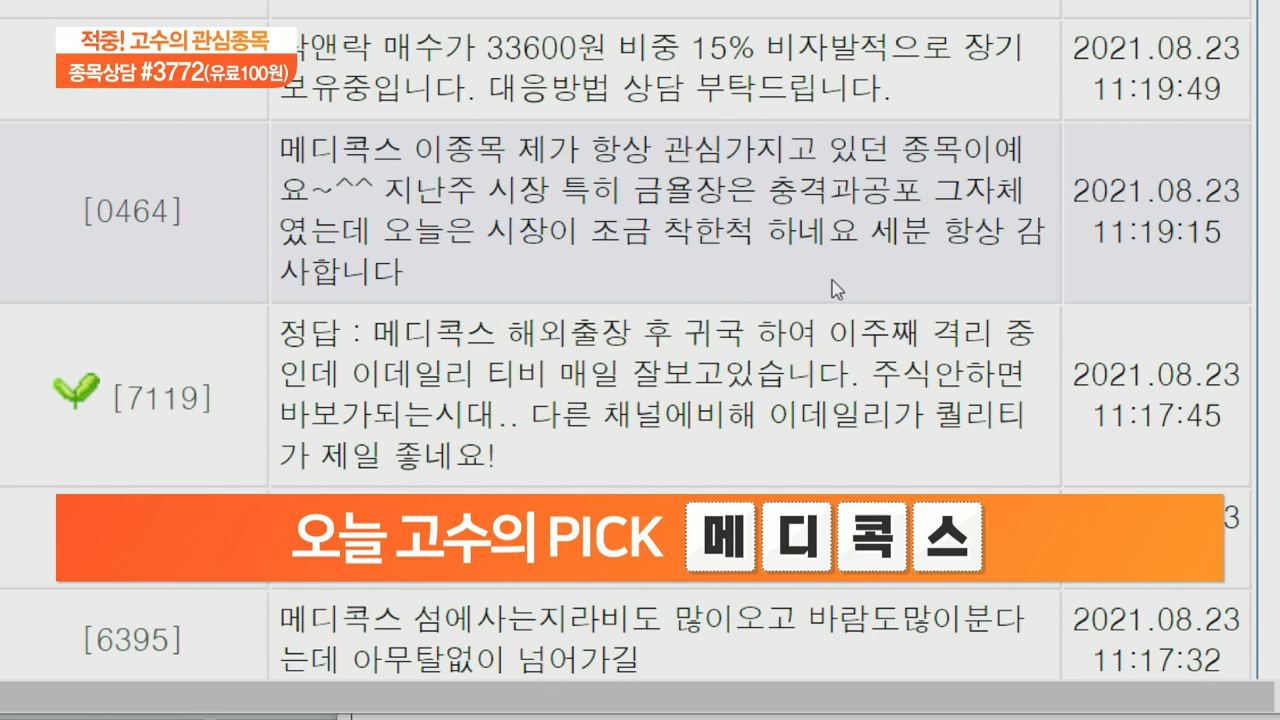 적중! 고수의 관심종목
종목상담 #3772(유료100원)
락앤락 매수가 33600원 비중 15% 비자발적으로 장기
보유중입니다. 대응방법 상담 부탁드립니다.
2021.08.23
11:19:49
[0464]
메디콕스 이종목 제가 항상 관심가지고 있던 종목이예
요~^^ 지난주 시장 특히 금욜장은 충격과공포 그자체
였는데 오늘은 시장이 조금 착한척 하네요 세분 항상 감
사합니다
2021.08.23
11:19:15
[7119]
정답 : 메디콕스 해외출장 후 귀국 하여 이주째 격리 중
인데 이데일리 티비 매일 잘보고있습니다. 주식안하면
바보가되는시대.. 다른 채널에비해 이데일리가 퀄리티
가 제일 좋네요!
2021.08.23
11:17:45
오늘 고수의 PICK 메디콕스
3
[6395]
메디콕스 섬에사는지라비도 많이오고 바람도많이분다
는데 아무탈없이 넘어가길
2021.08.23
11:17:32